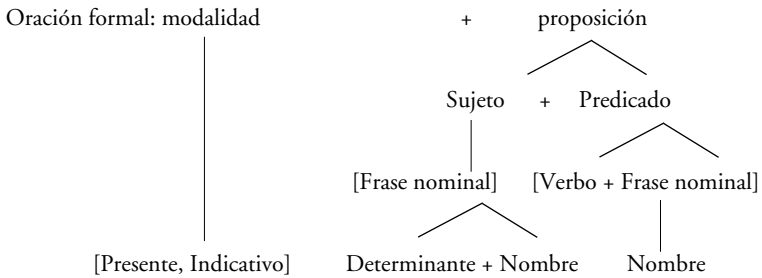 Oración formal: modalidad + proposición
Sujeto + Predicado
[Frase nominal] [Verbo + Frase nominal]
[Presente, Indicativo] Determinante + Nombre Nombre